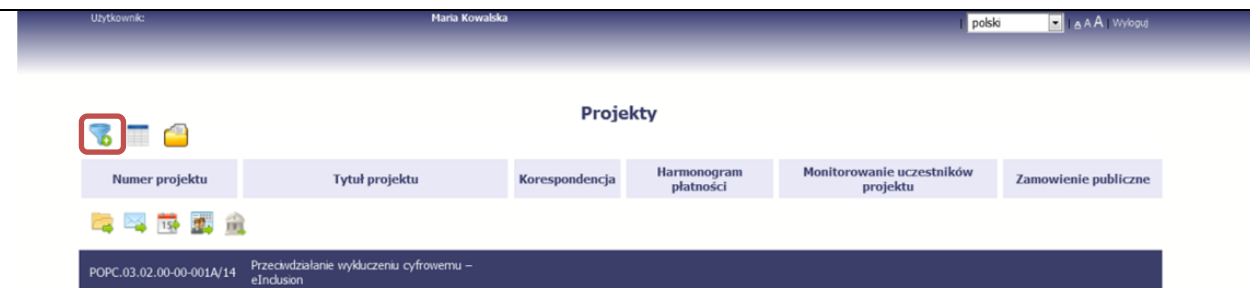 Użytkownik: Maria Kowalska | polski | A A A | Wyloguj
Projekty
Numer projektu Tytuł projektu Korespondencja Harmonogram płatności Monitorowanie uczestników projektu Zamowienie publiczne
15
POPC.03.02.00-00-001A/14 Przeciwdziałanie wykluczeniu cyfrowemu –
eInclusion